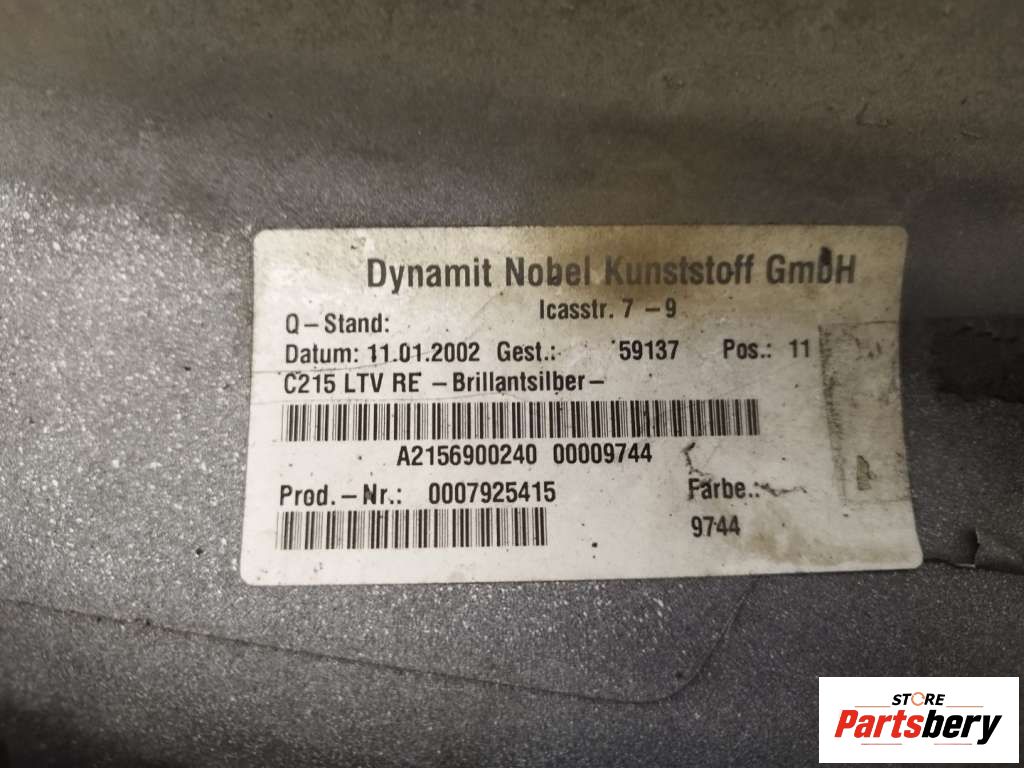 Dynamit Nobel Kunststoff GmbH
Icasstr. 7 – 9
Q – Stand:
Datum: 11.01.2002 Gest.: 59137 Pos.: 11
C215 LTV RE – Brillantsilber –
A2156900240 00009744
Prod. – Nr.: 0007925415 Farbe.:
9744
STORE
Partsbery